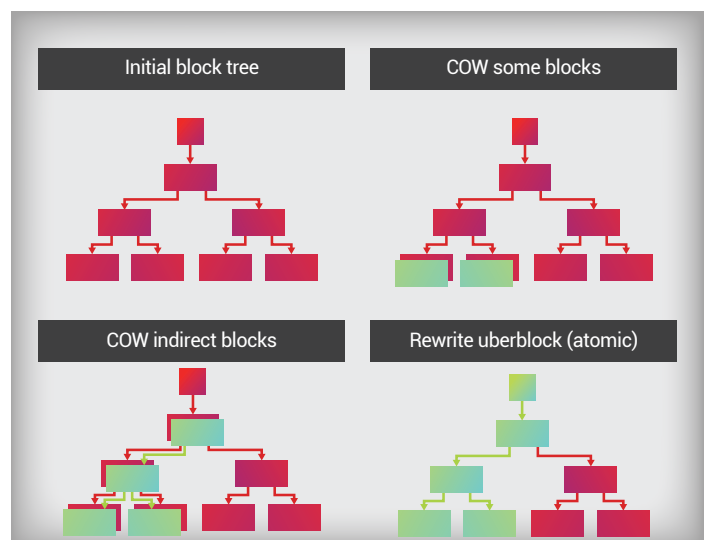 Initial block tree
COW some blocks
COW indirect blocks
Rewrite uberblock (atomic)